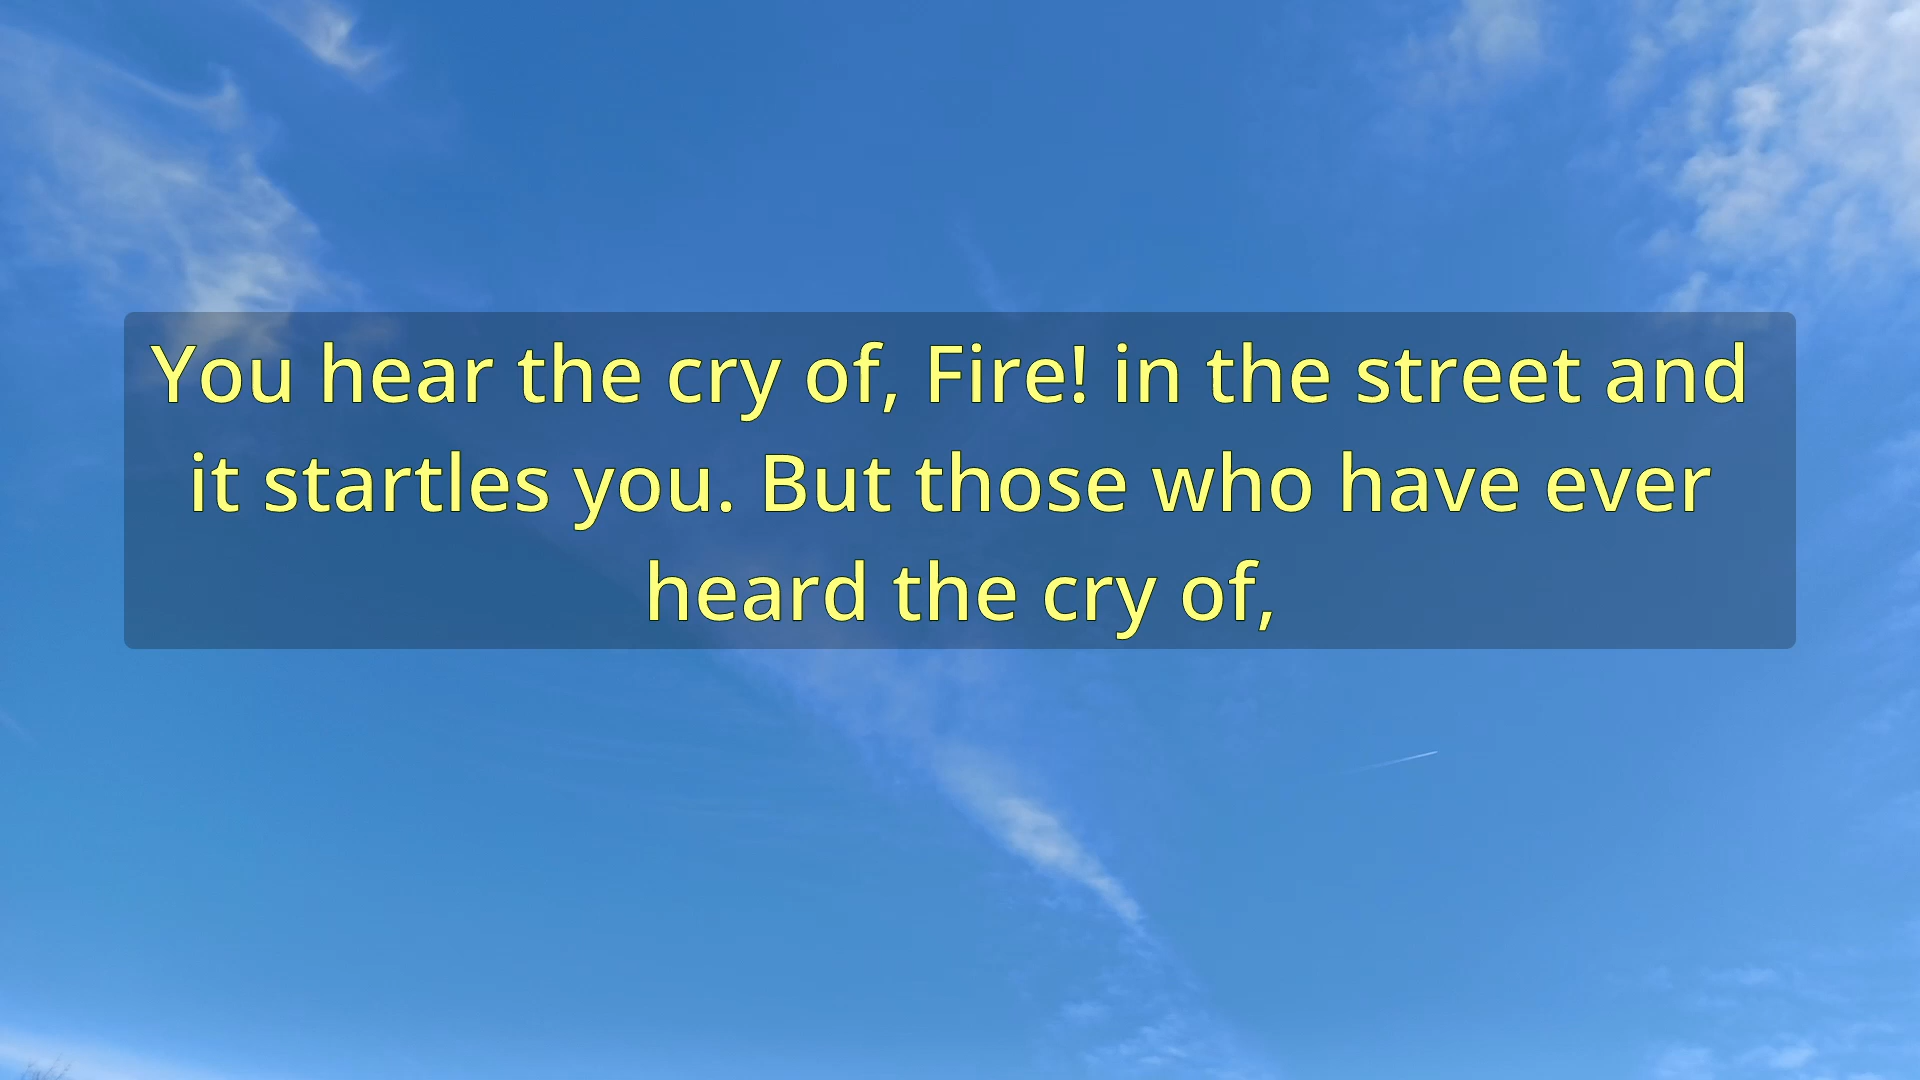 You hear the cry of, Fire! in the street and
it startles you. But those who have ever
heard the cry of,